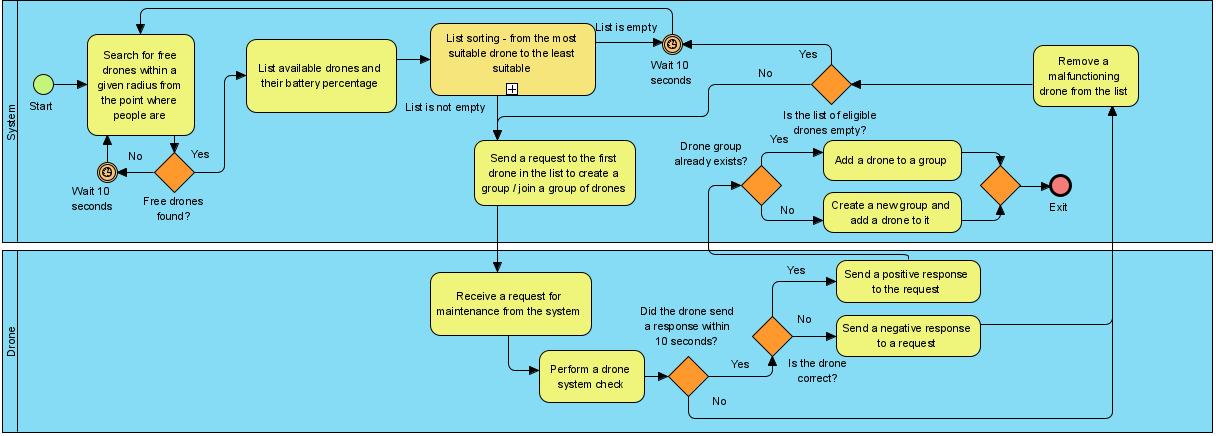 System
Start
Search for free
drones within a
given radius from
the point where
people are
No
Yes
Wait 10
seconds
Free drones
found?
List available drones and
their battery percentage
List sorting - from the most
suitable drone to the least
suitable
List is empty
List is not empty
Wait 10
seconds
Yes
No
Is the list of eligible
drones empty?
Remove a
malfunctioning
drone from the list
Send a request to the first
drone in the list to create a
group / join a group of drones
Drone group
already exists?
Yes
No
Add a drone to a group
Create a new group and
add a drone to it
Exit
Drone
Receive a request for
maintenance from the system
Perform a drone
system check
Did the drone send
a response within
10 seconds?
Yes
No
Is the drone
correct?
Yes
No
Send a positive response
to the request
Send a negative response
to a request